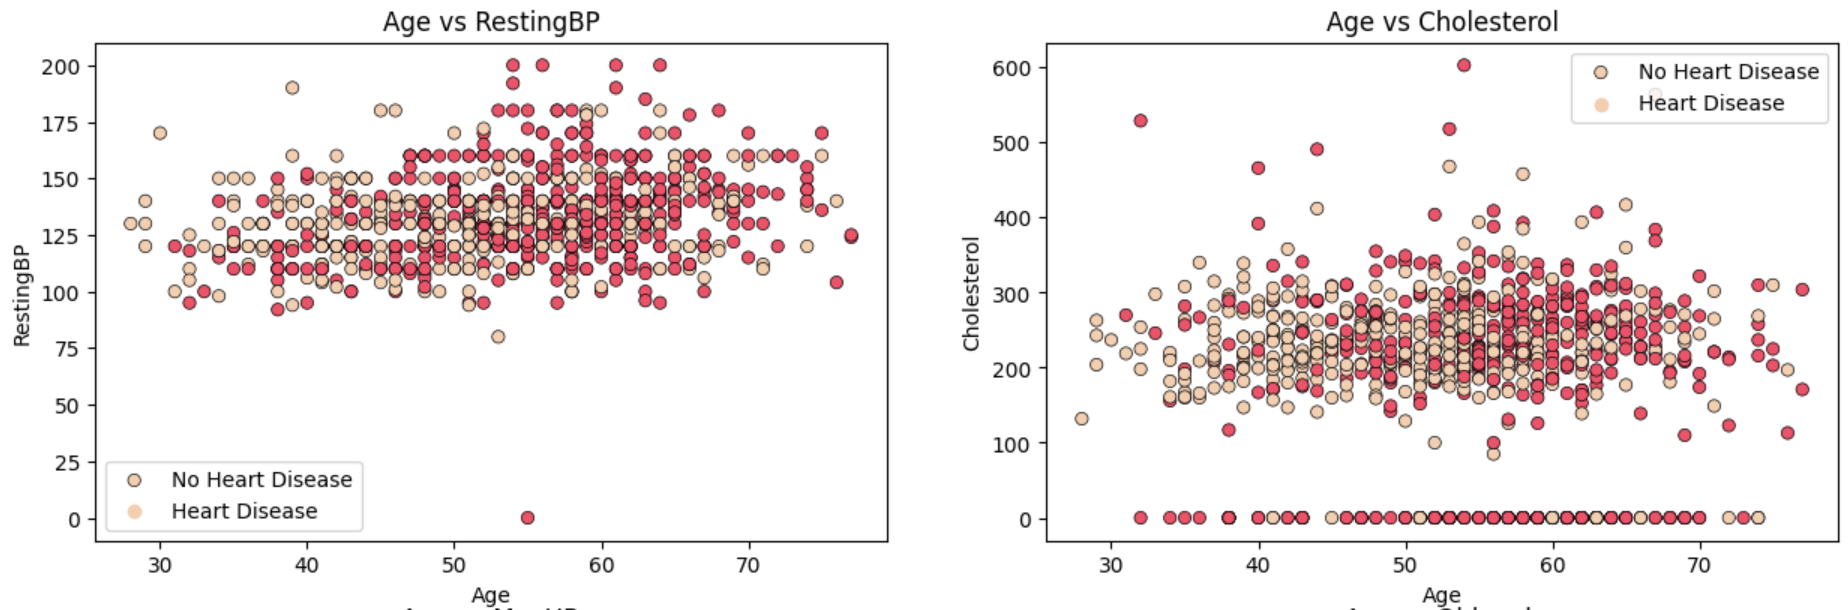 Age vs RestingBP
RestingBP
200
175
150
125
100
75
50
25
0
No Heart Disease
Heart Disease
30 40 50 60 70
Age
Age vs Cholesterol
Cholesterol
600
500
400
300
200
100
0
No Heart Disease
Heart Disease
30 40 50 60 70
Age